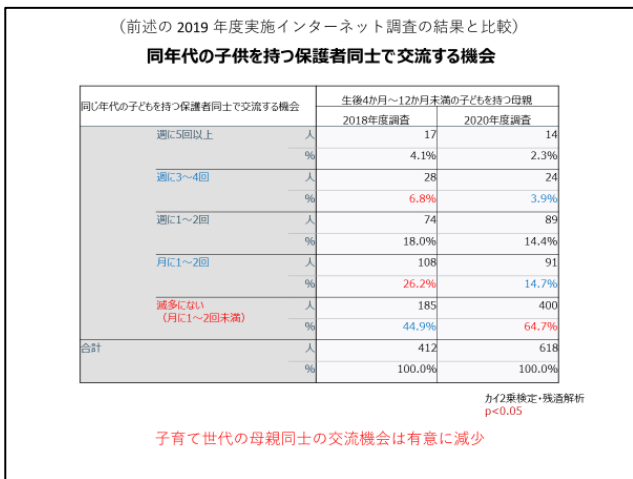 （前述の 2019 年度実施インターネット調査の結果と比較）
同年代の子供を持つ保護者同士で交流する機会
同じ年代の子どもを持つ保護者同士で交流する機会 生後4か月～12か月未満の子どもを持つ母親
2018年度調査 2020年度調査
週に5回以上 人 17 14
% 4.1% 2.3%
週に3～4回 人 28 24
% 6.8% 3.9%
週に1～2回 人 74 89
% 18.0% 14.4%
月に1～2回 人 108 91
% 26.2% 14.7%
滅多にない 人 185 400
（月に1～2回未満）
% 44.9% 64.7%
合計 人 412 618
% 100.0% 100.0%
カイ2乗検定・残渣解析
p<0.05
子育て世代の母親同士の交流機会は有意に減少